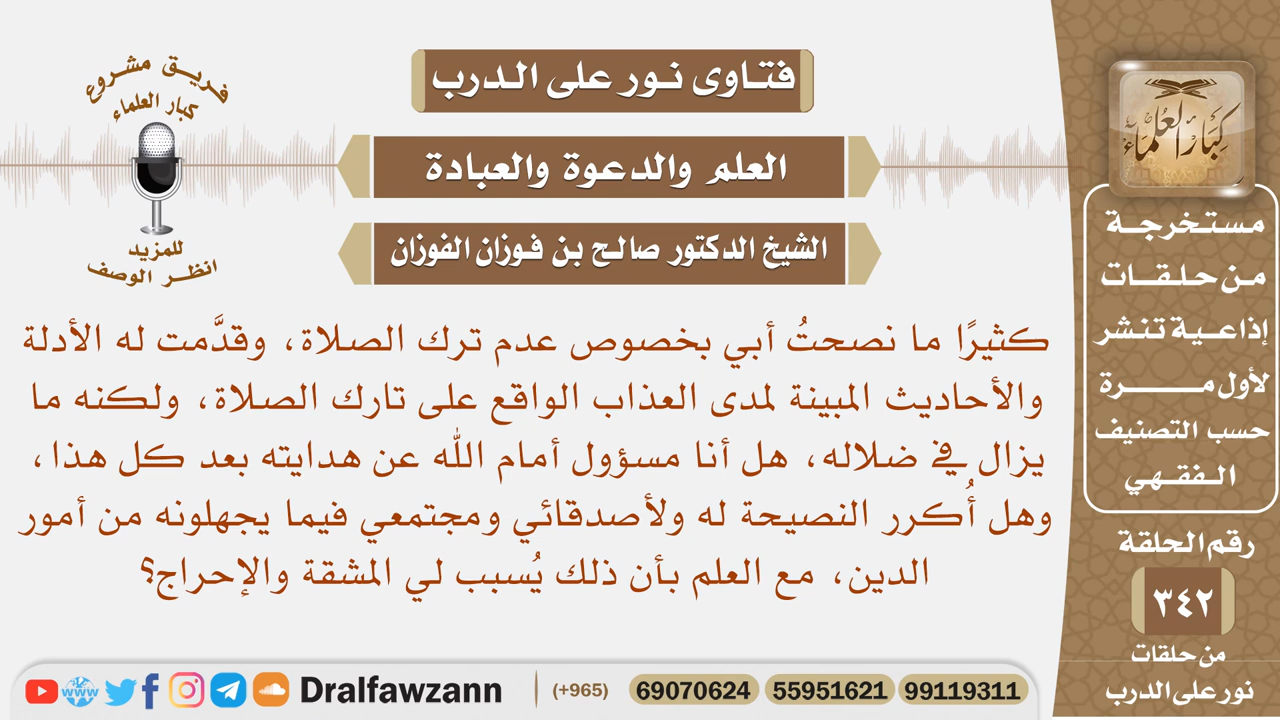 فتاوى نور على الدرب
العلم والدعوة والعبادة
الشيخ الدكتور صالح بن فوزان الفوزان
فريق مشروع
كبار العلماء
للمزيد
انظر الوصف
كثيرًا ما نصحتُ أبي بخصوص عدم ترك الصلاة، وقدَّمت له الأدلة
والأحاديث المبينة لمدى العذاب الواقع على تارك الصلاة، ولكنه ما
يزال في ضلاله، هل أنا مسؤول أمام الله عن هدايته بعد كل هذا،
وهل أُكرر النصيحة له ولأصدقائي ومجتمعي فيما يجهلونه من أمور
الدين، مع العلم بأن ذلك يُسبب لي المشقة والإحراج؟
كبار العلماء
مستخرجة
من حلقات
إذاعية تنشر
لأول مرة
حسب التصنيف
الفقهي
رقم الحلقة
٣٤٢
من حلقات
نور على الدرب
www
Dralfawzann
(+965)
69070624
55951621
99119311